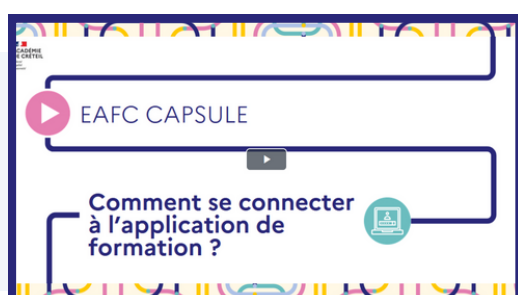 ACADÉMIE
DE CRÉTEIL
EAFC CAPSULE
Comment se connecter
à l'application de
formation ?